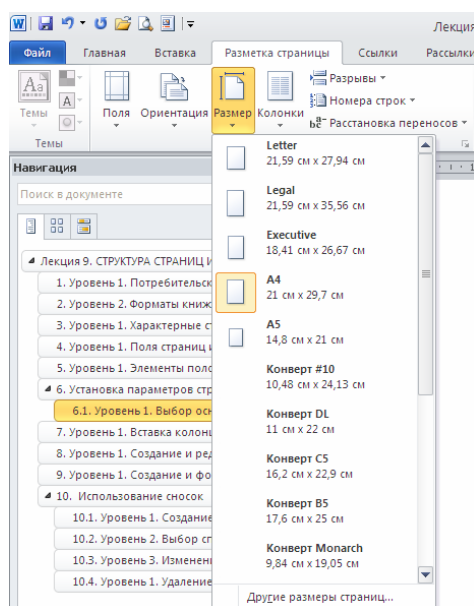 Лекция
Файл Главная Вставка Разметка страницы Ссылки Рассылки
Темы Поля Ориентация Размер Колонки
Разрывы
Номера строк
Расстановка переносов
Темы
Навигация
Поиск в документе
Лекция 9. СТРУКТУРА СТРАНИЦ И
1. Уровень 1. Потребительск
2. Уровень 2. Форматы книж
3. Уровень 1. Характерные с
4. Уровень 1. Поля страниц и
5. Уровень 1. Элементы поло
6. Установка параметров стр
6.1. Уровень 1. Выбор осн
7. Уровень 1. Вставка колони
8. Уровень 1. Создание и ред
9. Уровень 1. Создание и фо
10. Использование сносок
10.1. Уровень 1. Создание
10.2. Уровень 2. Выбор сп
10.3. Уровень 3. Изменени
10.4. Уровень 1. Удаление
Letter
21,59 см x 27,94 см
Legal
21,59 см x 35,56 см
Executive
18,41 см x 26,67 см
A4
21 см x 29,7 см
A5
14,8 см x 21 см
Конверт #10
10,48 см x 24,13 см
Конверт DL
11 см x 22 см
Конверт C5
16,2 см x 22,9 см
Конверт B5
17,6 см x 25 см
Конверт Monarch
9,84 см x 19,05 см
Другие размеры страниц...